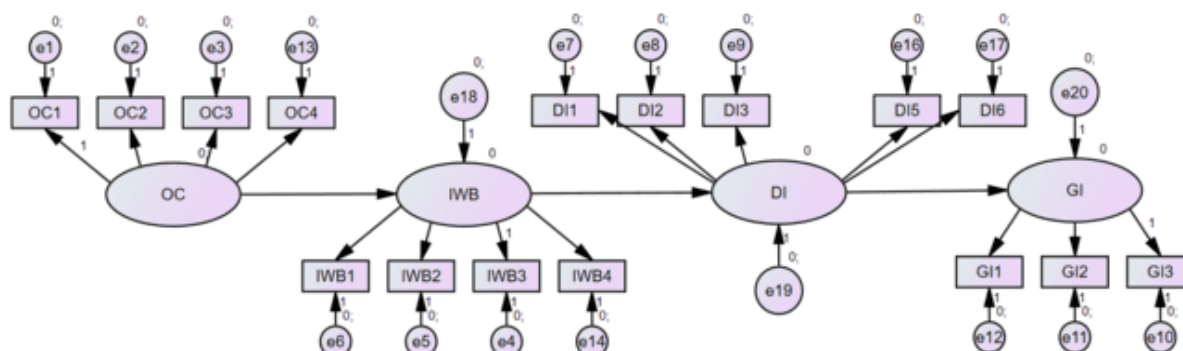 0; 0; 0; 0; 0; 0; 0; 0; 0;
e1 e2 e3 e13 e7 e8 e9 e16 e17 0;
1 1 1 1 0; 1 1 1 1 1 e20
OC1 OC2 OC3 OC4 e18 DI1 DI2 DI3 DI5 DI6
1 0 1 0 0 1 0
OC IWB DI GI
1 1 1
IWB1 IWB2 IWB3 IWB4 0; GI1 GI2 GI3
1 1 1 1 e19 1 1 1
0; 0; 0; 0; 0; 0; 0;
e6 e5 e4 e14 e12 e11 e10